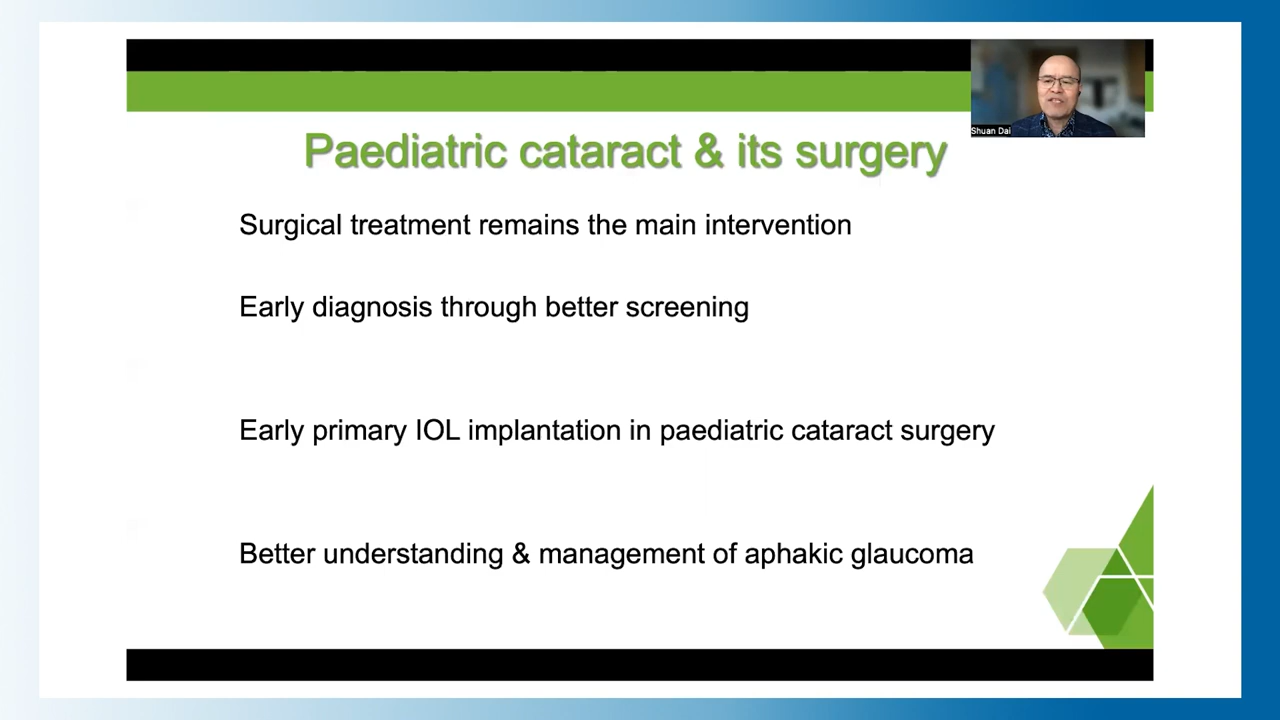 Shuan Dai
Paediatric cataract & its surgery
Surgical treatment remains the main intervention
Early diagnosis through better screening
Early primary IOL implantation in paediatric cataract surgery
Better understanding & management of aphakic glaucoma